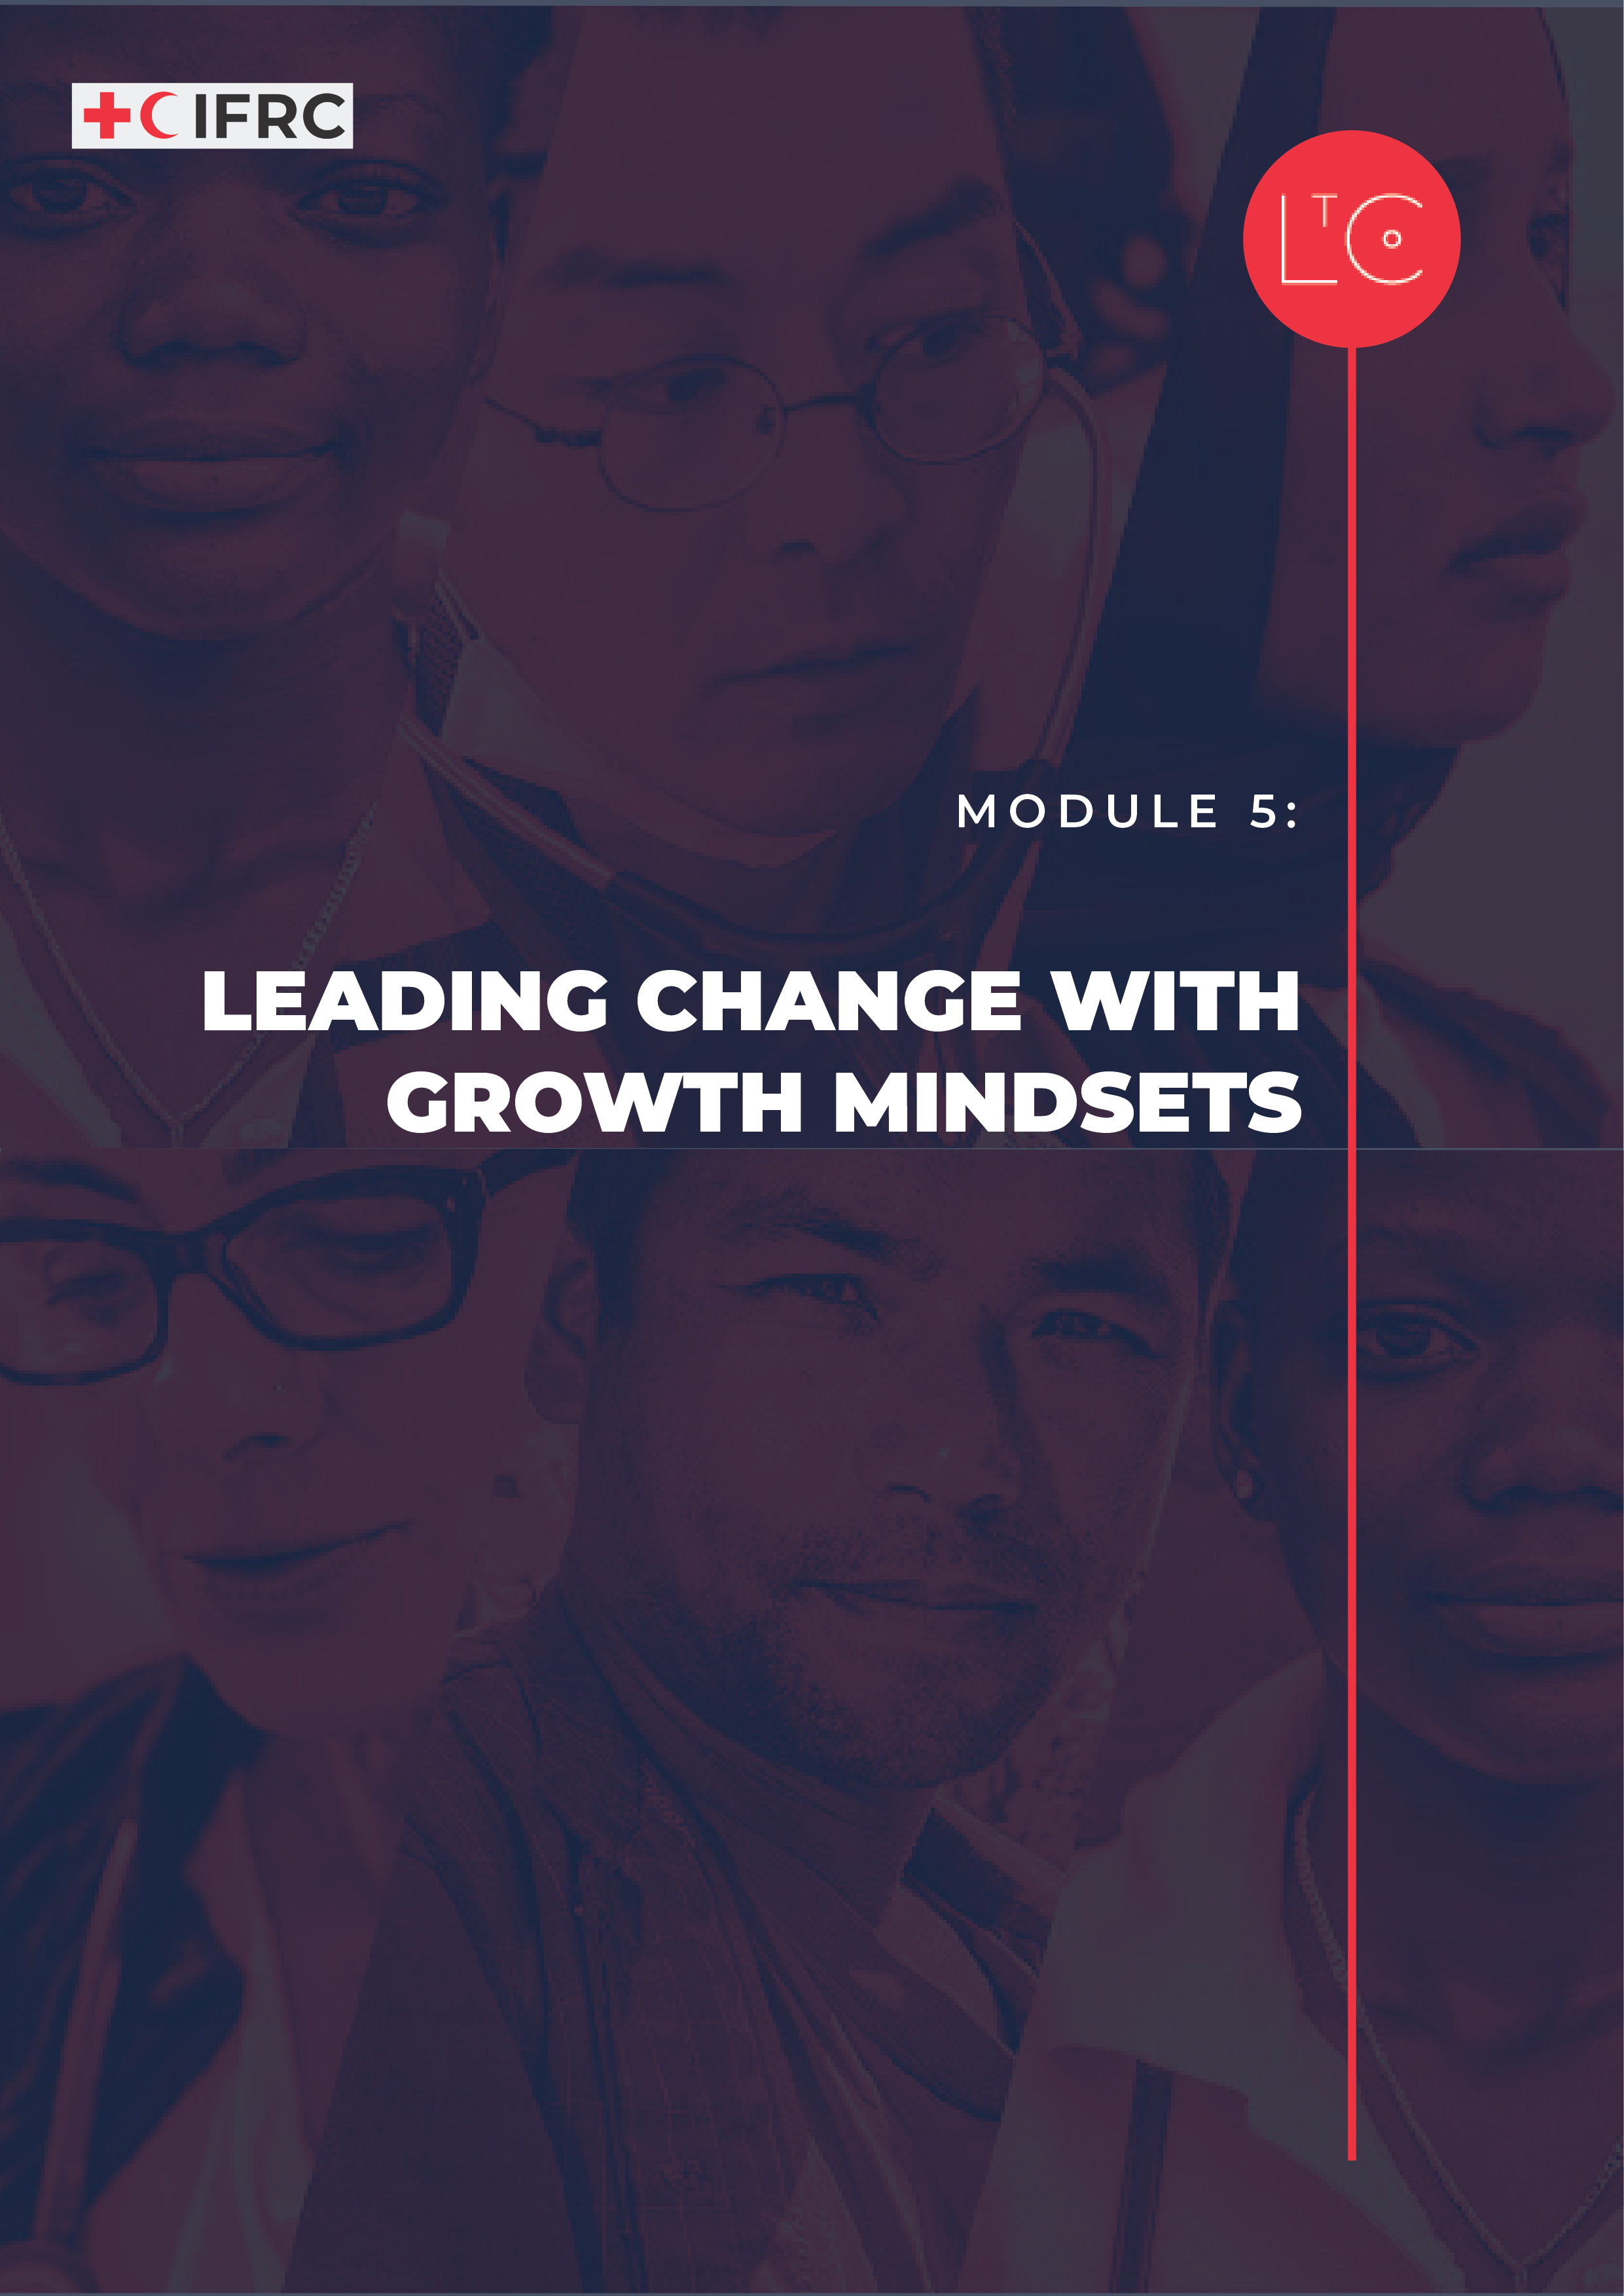 IFRC
LTC
MODULE 5:
LEADING CHANGE WITH
GROWTH MINDSETS